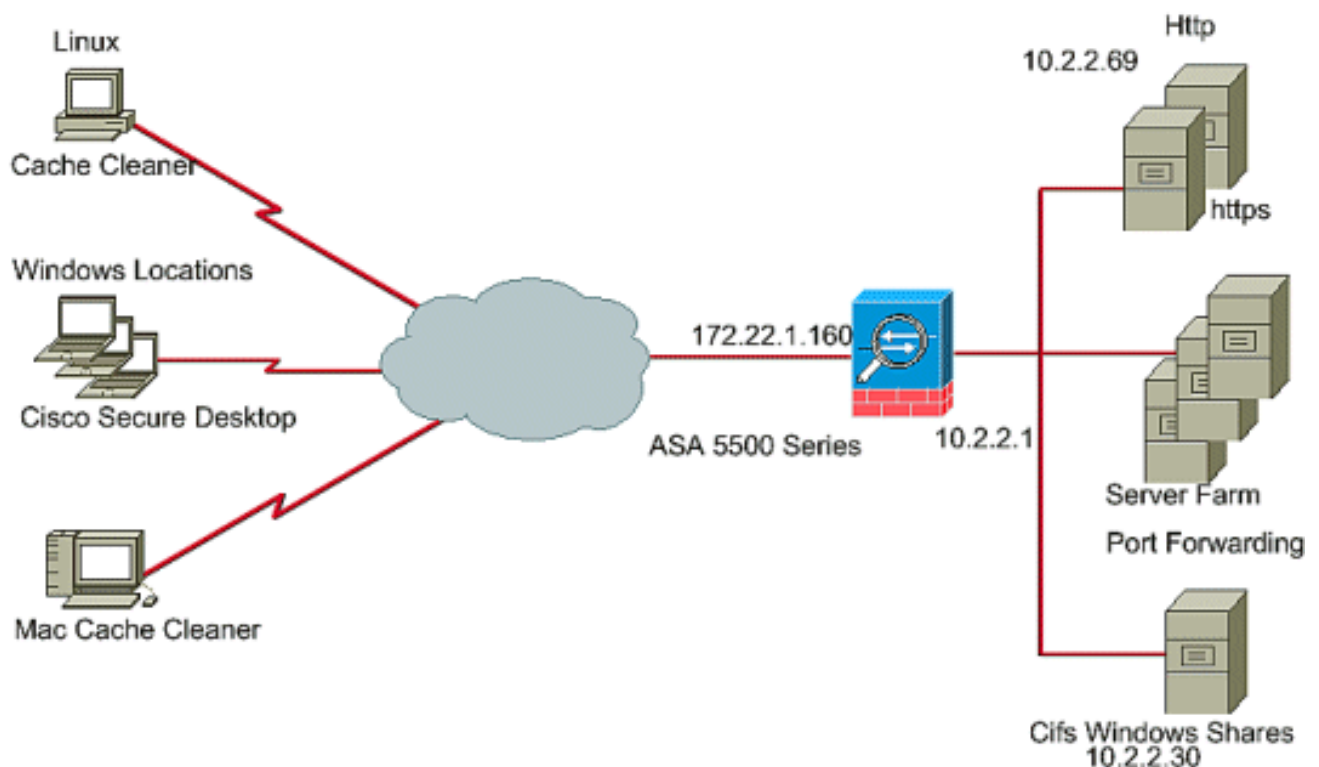 Linux
Cache Cleaner
Windows Locations
Cisco Secure Desktop
Mac Cache Cleaner
172.22.1.160
ASA 5500 Series
10.2.2.1
Http
10.2.2.69
https
Server Farm
Port Forwarding
Cifs Windows Shares
10.2.2.30